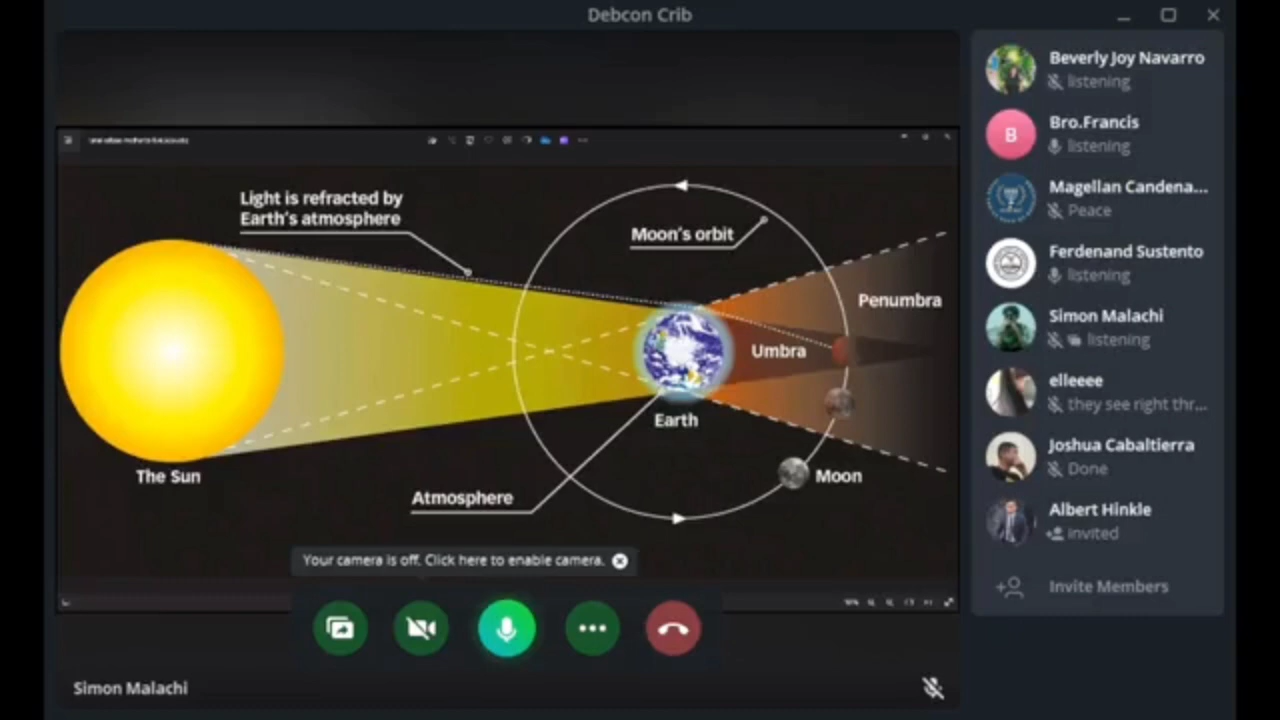 Debcon Crib
Light is refracted by
Earth's atmosphere
Moon's orbit
Penumbra
Umbra
Earth
The Sun
Atmosphere
Moon
Your camera is off. Click here to enable camera.
Simon Malachi
Beverly Joy Navarro
listening
B
Bro.Francis
listening
Magellan Candena...
Peace
Ferdenand Sustento
listening
Simon Malachi
listening
elleeee
they see right thr...
Joshua Cabaltierra
Done
Albert Hinkle
invited
Invite Members